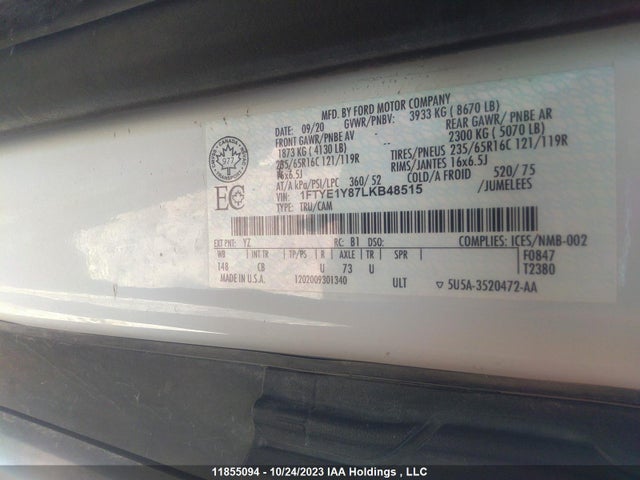 MFD. BY FORD MOTOR COMPANY
DATE: 09/20 GVWR/PNBV: 3933 KG ( 8670 LB)
FRONT GAWR/PNBE AV REAR GAWR/ PNBE AR
1873 KG ( 4130 LB) 2300 KG ( 5070 LB)
235/65R16C 121/119R TIRES/PNEUS 235/65R16C 121/119R
16x6.5J RIMS/JANTES 16x6.5J
AT/A kPa/PSI/LPC 360/ 52 COLD/A FROID 520/ 75
VIN: 1FTYE1Y87LKB48515 /JUMELEES
TYPE: TRU/CAM
CANADA
977
EC
EXT PNT: YZ RC: B1 DSO: COMPLIES: ICES/NMB-002
WB INT TR TP/PS R AXLE TR SPR F0847
148 CB U 73 U T2380
MADE IN U.S.A. 1202009301340 ULT ▽ 5U5A-3520472-AA
11855094 - 10/24/2023 IAA Holdings , LLC